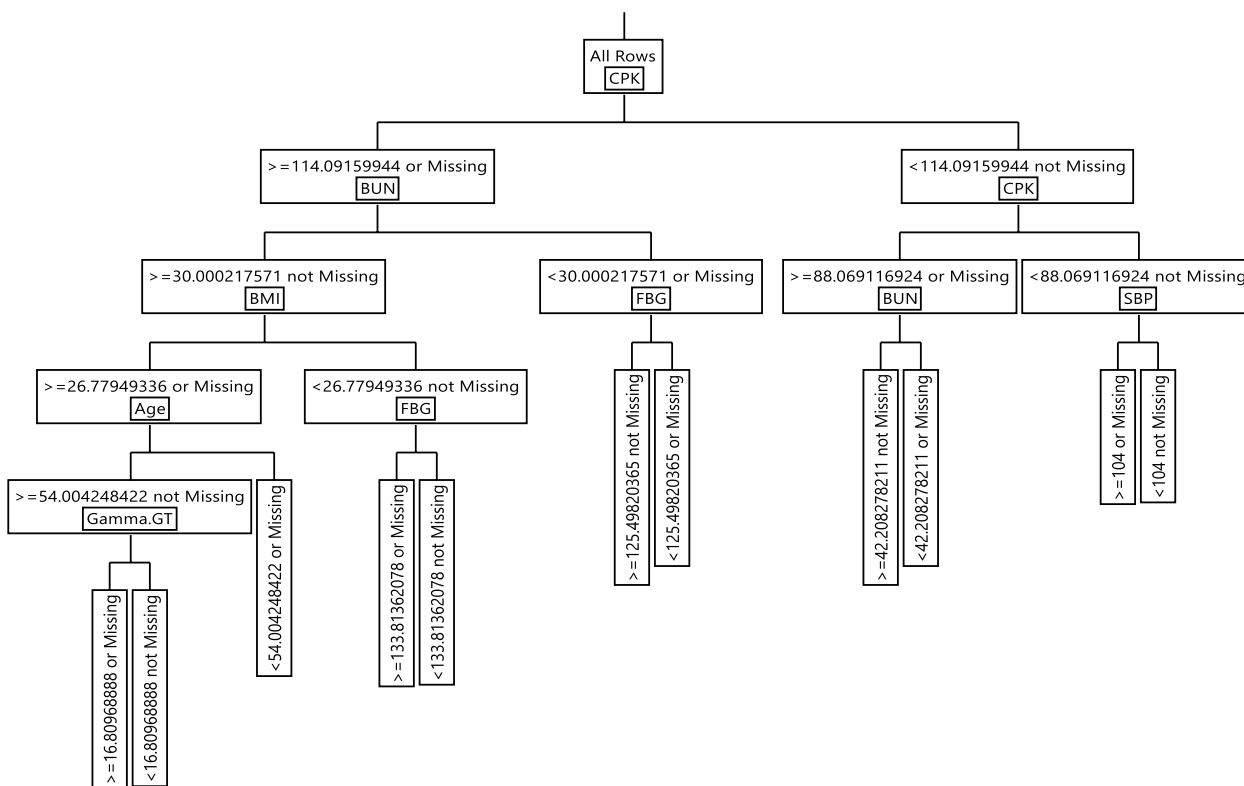 All Rows
CPK
>=114.09159944 or Missing
BUN
<114.09159944 not Missing
CPK
>=30.000217571 not Missing
BMI
<30.000217571 or Missing
FBG
>=88.069116924 or Missing
BUN
<88.069116924 not Missing
SBP
>=26.77949336 or Missing
Age
<26.77949336 not Missing
FBG
>=125.49820365 not Missing
<125.49820365 or Missing
>=42.208278211 not Missing
<42.208278211 or Missing
>=104 or Missing
<104 not Missing
>=54.004248422 not Missing
Gamma.GT
<54.004248422 or Missing
>=133.81362078 or Missing
<133.81362078 not Missing
>=16.80968888 or Missing
<16.80968888 not Missing